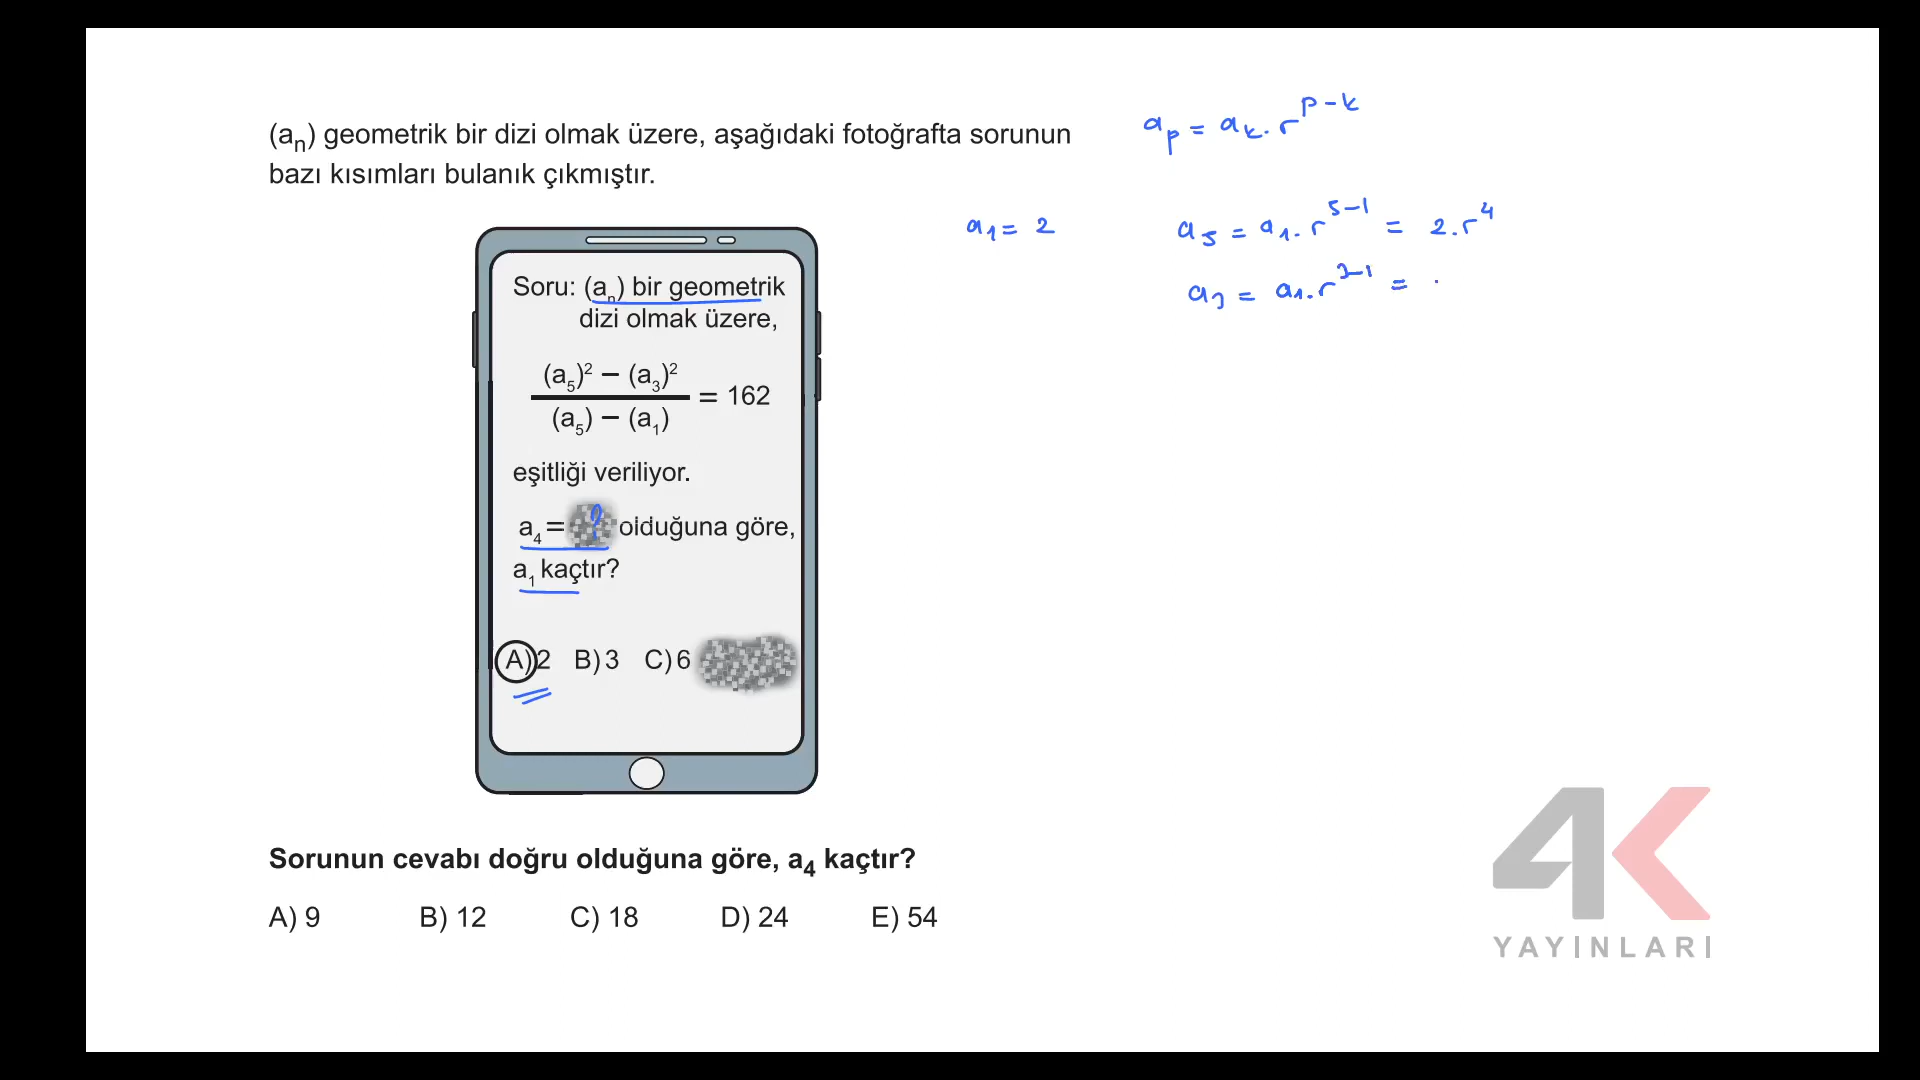 (aₙ) geometrik bir dizi olmak üzere, aşağıdaki fotoğrafta sorunun
bazı kısımları bulanık çıkmıştır.
Soru: (aₙ) bir geometrik
dizi olmak üzere,
(a₅)² − (a₃)²
(a₅) − (a₁)
= 162
eşitliği veriliyor.
a₄ = ? olduğuna göre,
a₁ kaçtır?
A) 2 B) 3 C) 6
Sorunun cevabı doğru olduğuna göre, a₄ kaçtır?
A) 9 B) 12 C) 18 D) 24 E) 54
aₚ = aₖ . r^(p−k)
a₁ = 2
a₅ = a₁ . r^(5−1) = 2 . r⁴
a₃ = a₁ . r^(3−1) = .
4K
YAYINLARI